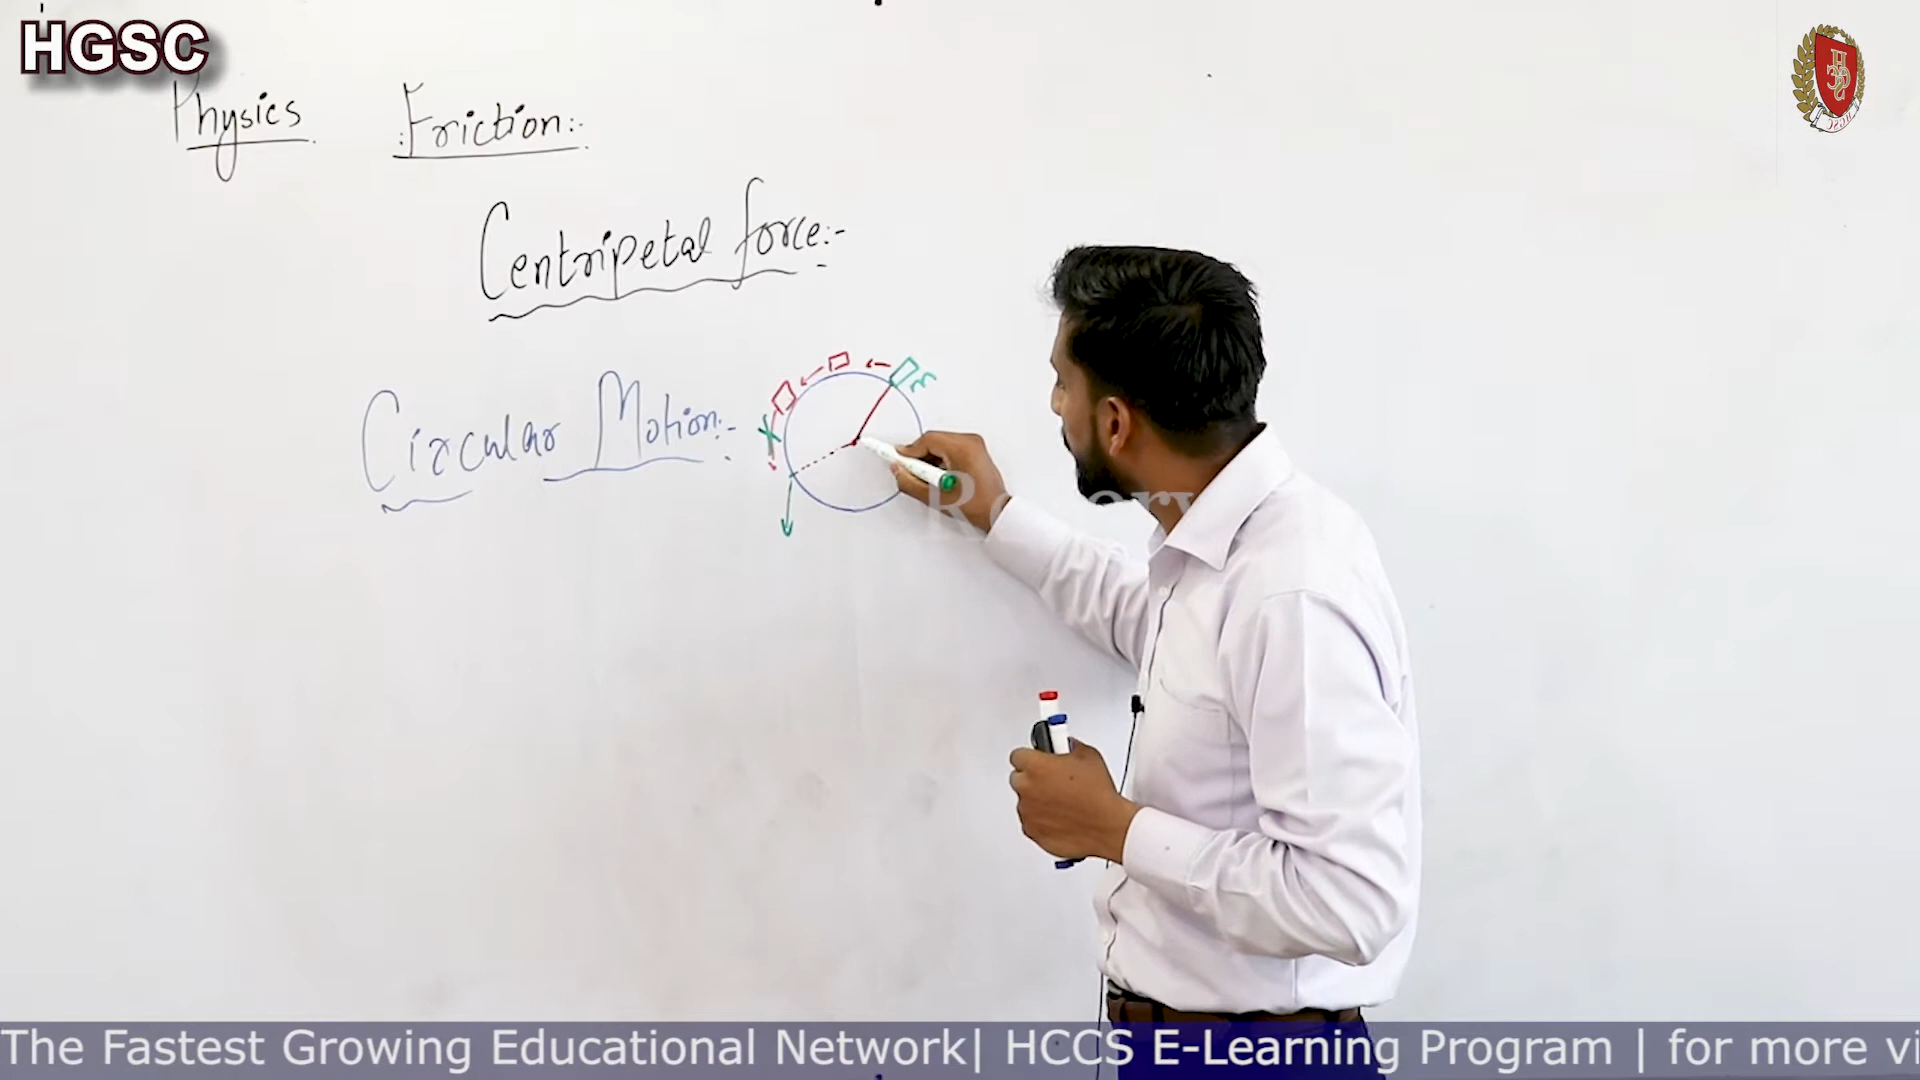 HGSC
Physics Friction:-
Centripetal force:-
Circular Motion:-
m
The Fastest Growing Educational Network| HCCS E-Learning Program | for more vi